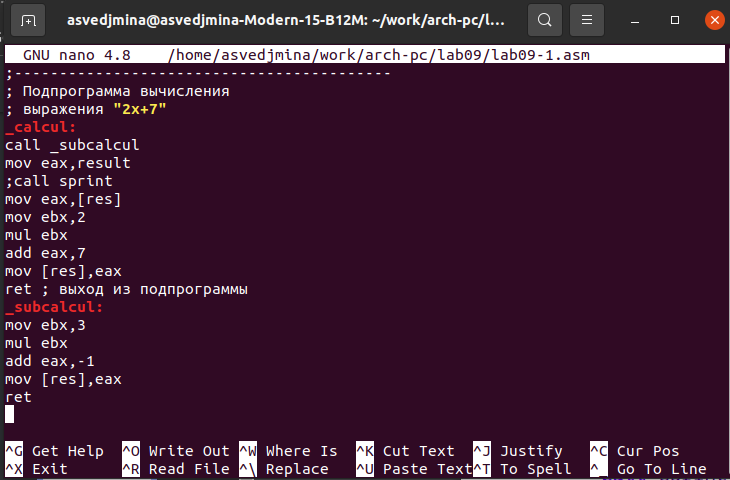 asvedjmina@asvedjmina-Modern-15-B12M: ~/work/arch-pc/l...
GNU nano 4.8 /home/asvedjmina/work/arch-pc/lab09/lab09-1.asm
;------------------------------------------
; Подпрограмма вычисления
; выражения "2x+7"
_calcul:
call _subcalcul
mov eax,result
;call sprint
mov eax,[res]
mov ebx,2
mul ebx
add eax,7
mov [res],eax
ret ; выход из подпрограммы
_subcalcul:
mov ebx,3
mul ebx
add eax,-1
mov [res],eax
ret
^G Get Help ^O Write Out ^W Where Is ^K Cut Text ^J Justify ^C Cur Pos
^X Exit ^R Read File ^\ Replace ^U Paste Text ^T To Spell ^_ Go To Line